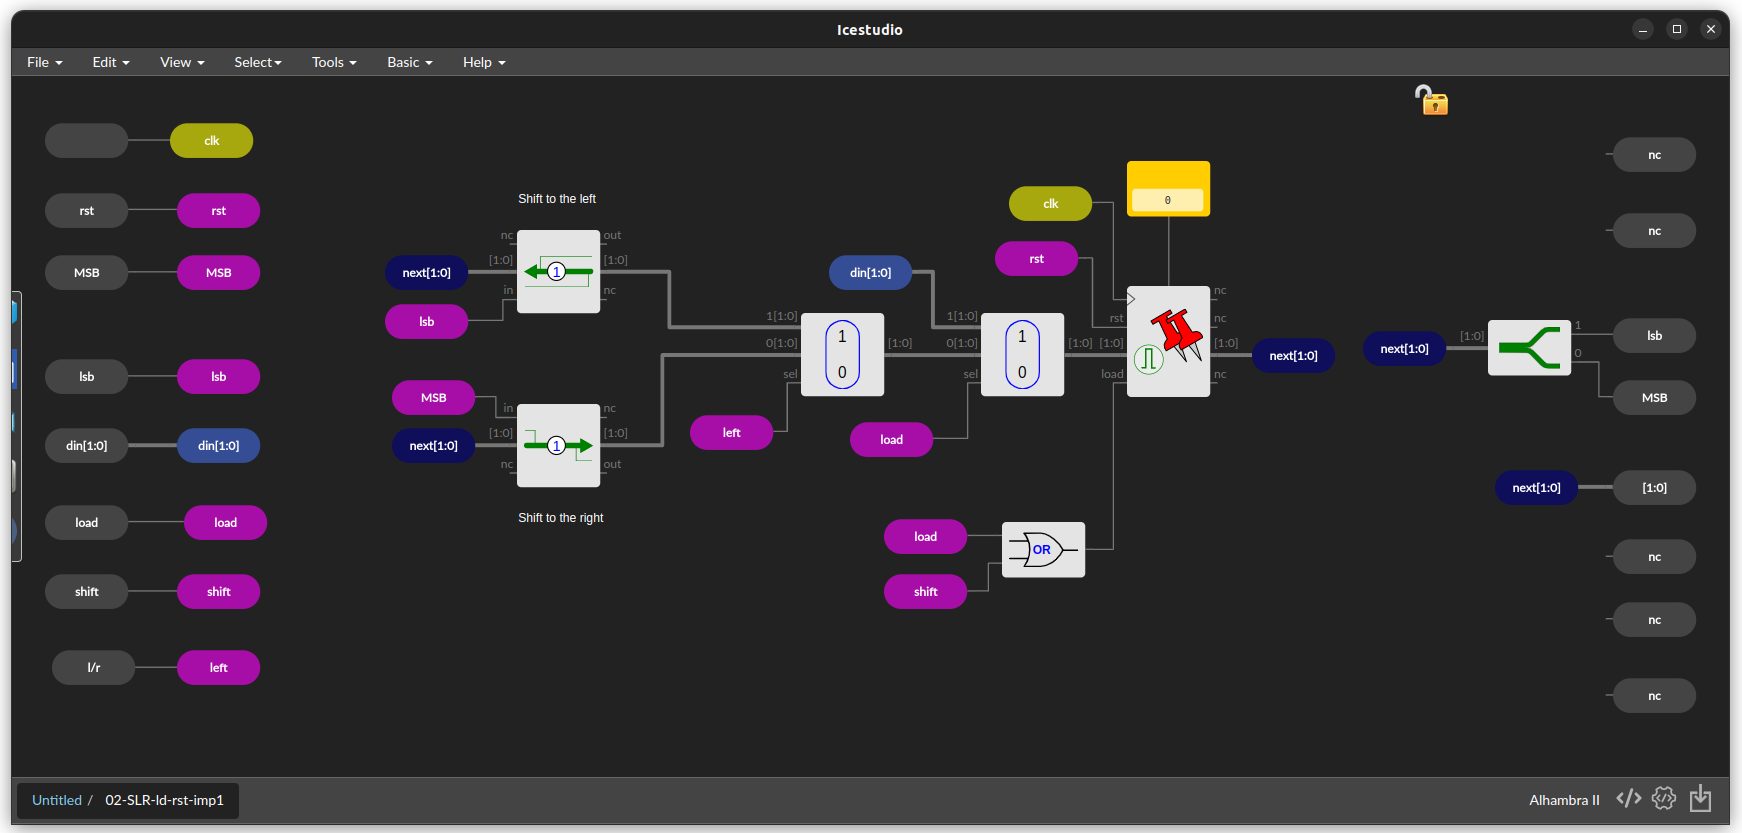 Icestudio
File Edit View Select Tools Basic Help
clk
rst rst
MSB MSB
lsb lsb
din[1:0] din[1:0]
load load
shift shift
l/r left
Shift to the left
nc out
next[1:0] [1:0] 1 [1:0]
in nc
lsb
MSB
in nc
next[1:0] [1:0] 1 [1:0]
nc out
Shift to the right
1[1:0]
0[1:0]
sel
1
0
[1:0]
left
din[1:0]
1[1:0]
0[1:0]
sel
1
0
[1:0]
load
load
shift
OR
clk
rst
0
rst
[1:0]
load
nc
nc
[1:0]
nc
next[1:0]
next[1:0] [1:0]
1
0
nc
nc
lsb
MSB
next[1:0] [1:0]
nc
nc
nc
Untitled / 02-SLR-ld-rst-imp1
Alhambra II